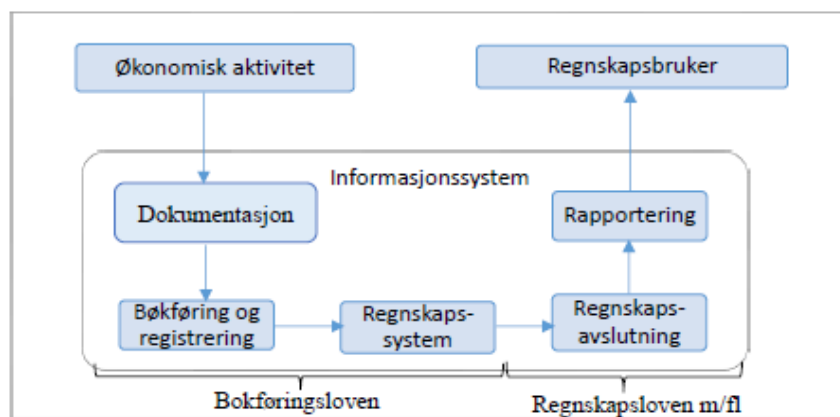 Økonomisk aktivitet
Regnskapsbruker
Informasjonssystem
Dokumentasjon
Rapportering
Bøkføring og
registrering
Regnskaps-
system
Regnskaps-
avslutning
Bokføringsloven
Regnskapsloven m/fl